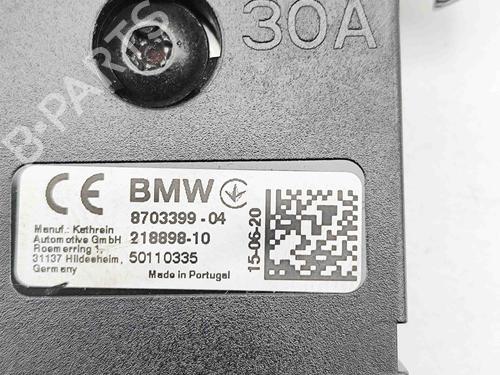 30A
B-PARTS
CE BMW
8703399 - 04
Manuf.: Kathrein
Automotive GmbH
Roemerring 1,
31137 Hildesheim,
Germany
218898-10
50110335
Made in Portugal
15-06-20